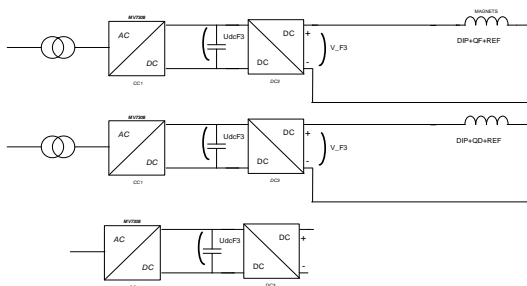 MAGNETS
MV7308
AC
DC
CC1
UdcF3
DC
DC
DC3
+
-
V_F3
DIP+QF+REF
MV7308
AC
DC
CC1
UdcF3
DC
DC
DC3
+
-
V_F3
DIP+QD+REF
MV7308
AC
DC
UdcF3
DC
DC
+
-